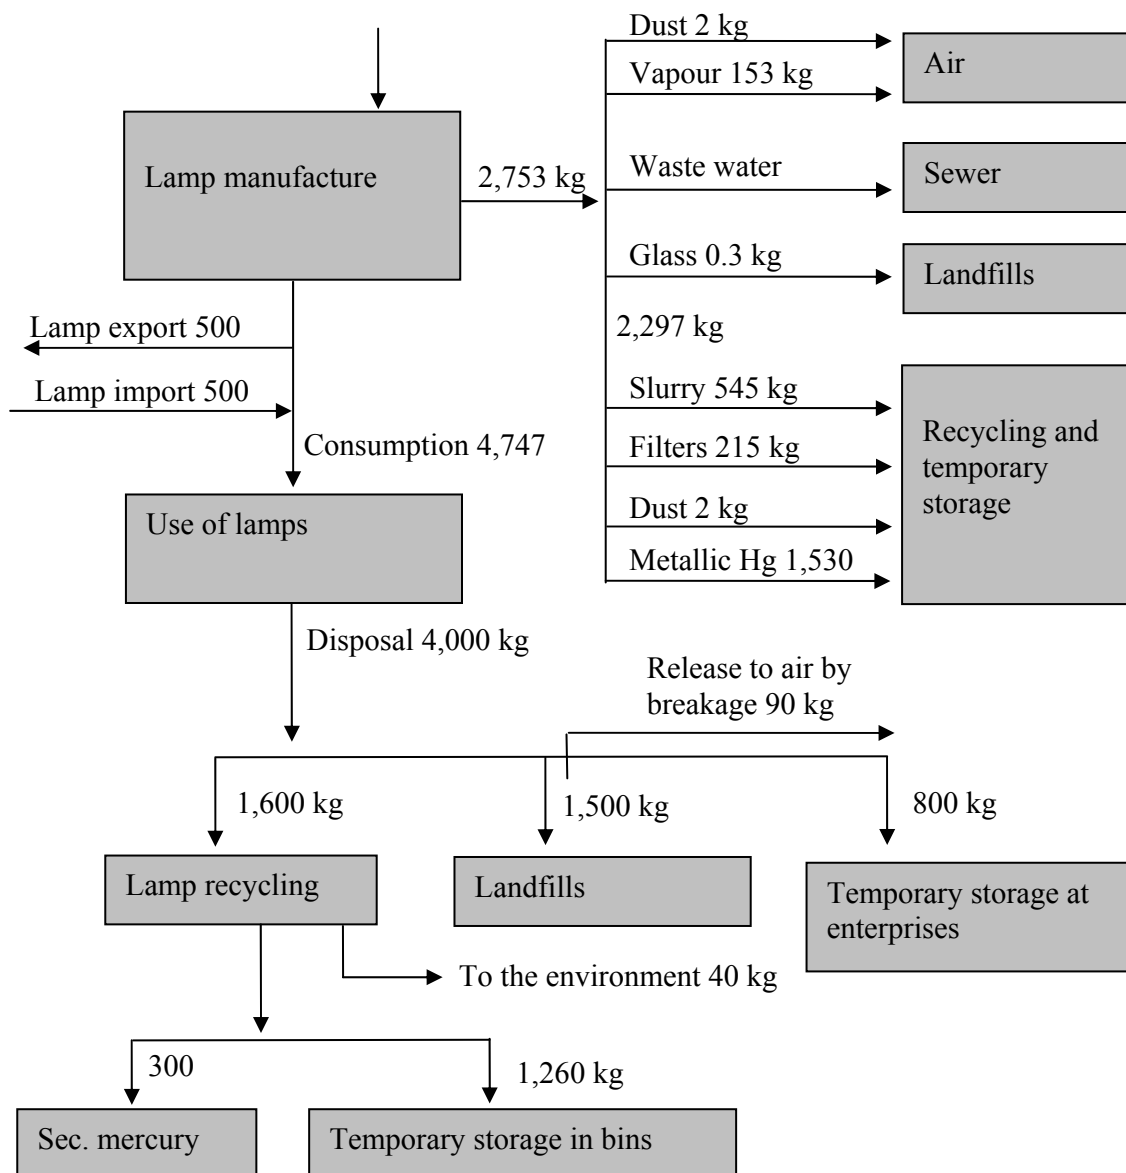 Dust 2 kg
Air
Vapour 153 kg
Lamp manufacture
2,753 kg
Waste water
Sewer
Glass 0.3 kg
Landfills
Lamp export 500
2,297 kg
Lamp import 500
Slurry 545 kg
Recycling and
temporary
storage
Consumption 4,747
Filters 215 kg
Use of lamps
Dust 2 kg
Metallic Hg 1,530
Disposal 4,000 kg
Release to air by
breakage 90 kg
1,600 kg
1,500 kg
800 kg
Lamp recycling
Landfills
Temporary storage at
enterprises
To the environment 40 kg
300
1,260 kg
Sec. mercury
Temporary storage in bins